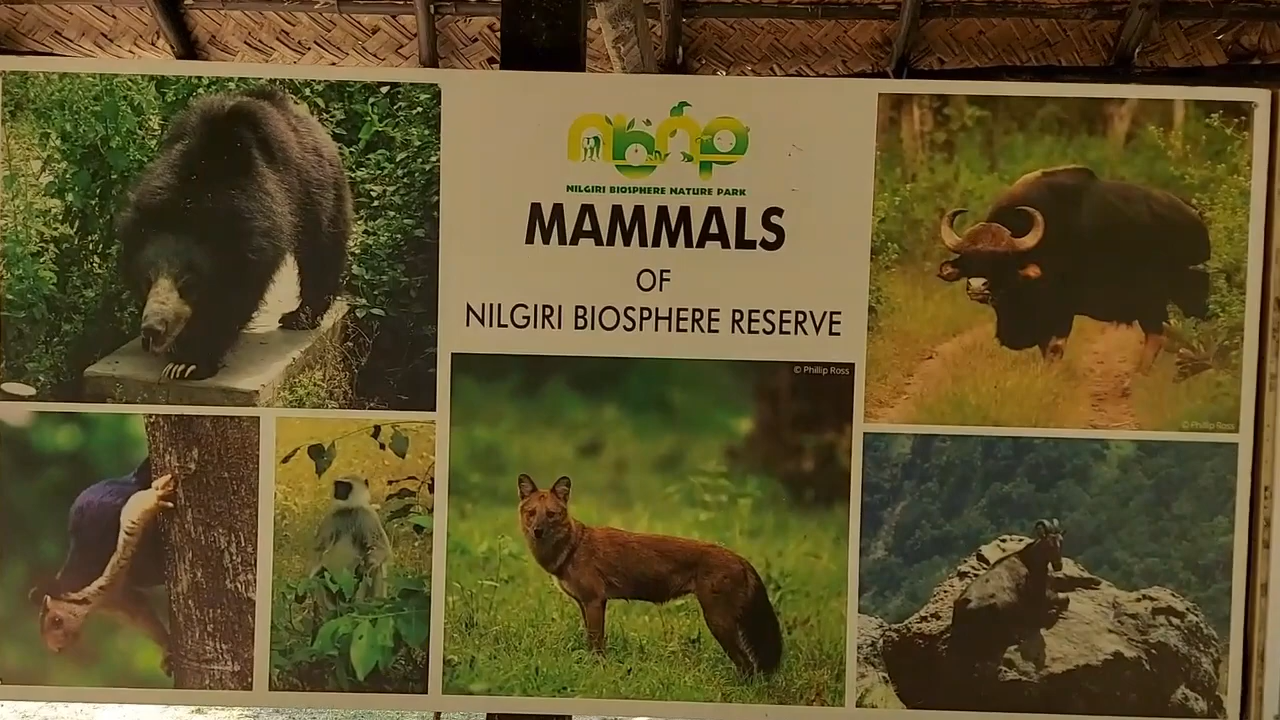 nbnp
NILGIRI BIOSPHERE NATURE PARK
MAMMALS
OF
NILGIRI BIOSPHERE RESERVE
© Phillip Ross
© Phillip Ross